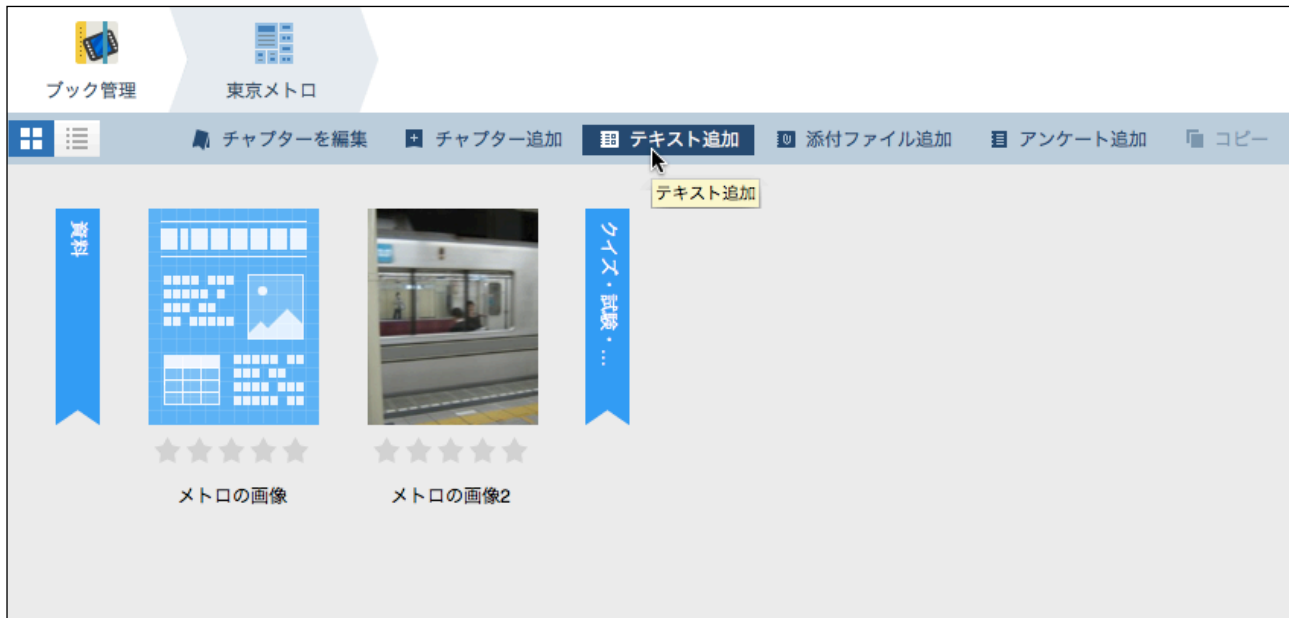 ブック管理
東京メトロ
チャプターを編集
チャプター追加
テキスト追加
添付ファイル追加
アンケート追加
コピー
テキスト追加
資料
クイズ・試験・...
メトロの画像
メトロの画像2